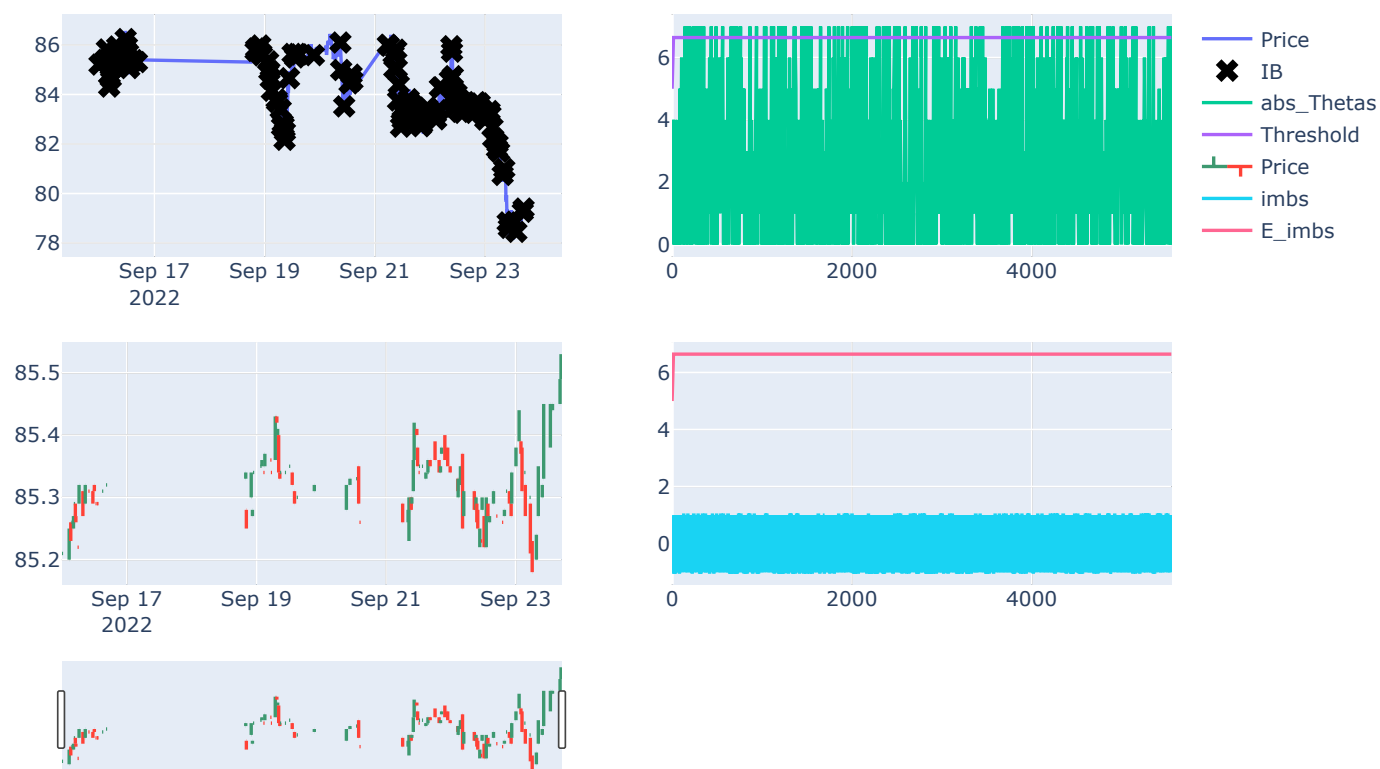 86
84
82
80
78
Sep 17
2022
Sep 19
Sep 21
Sep 23
6
4
2
0
0
2000
4000
Price
IB
abs_Thetas
Threshold
Price
imbs
E_imbs
85.5
85.4
85.3
85.2
Sep 17
2022
Sep 19
Sep 21
Sep 23
6
4
2
0
0
2000
4000